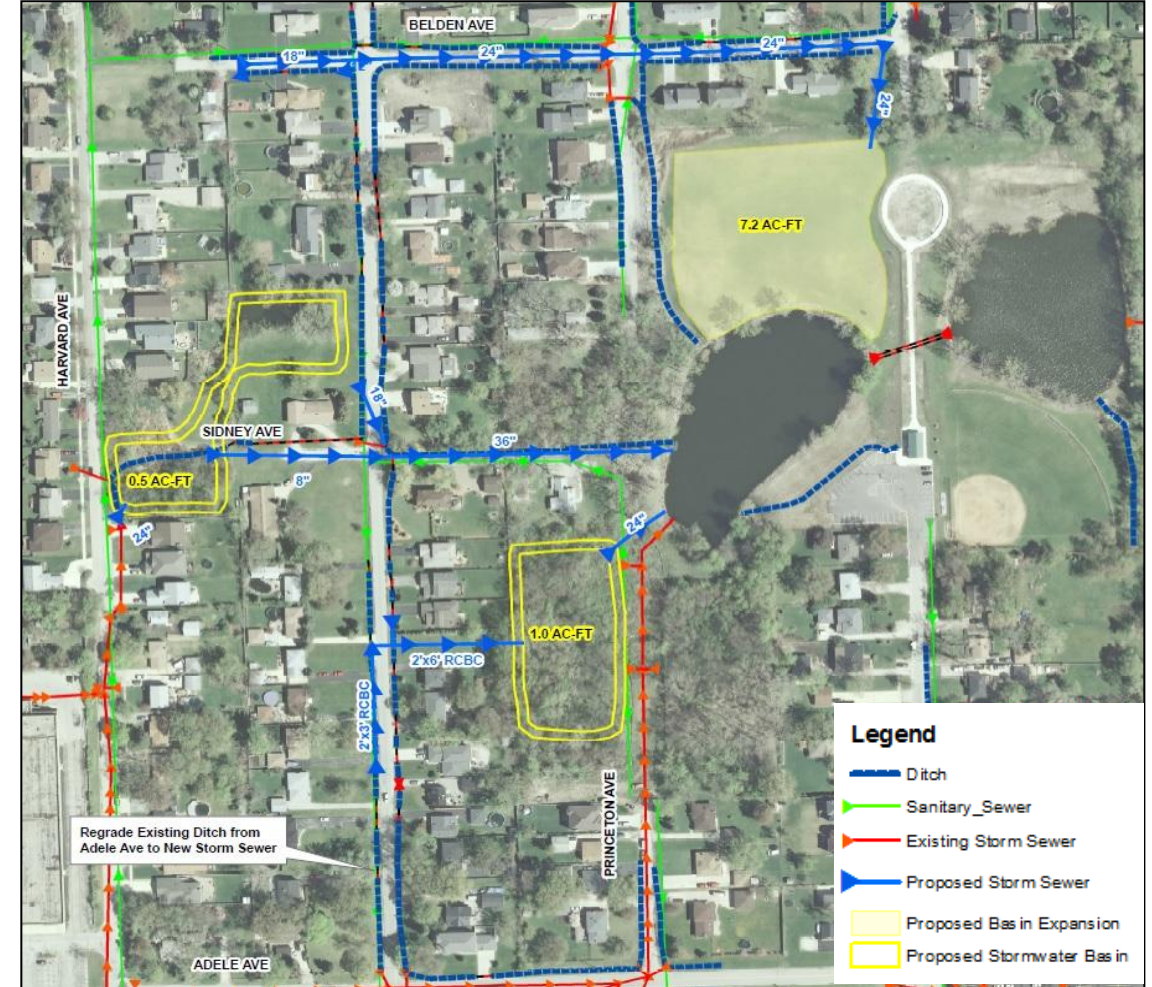 BELDEN AVE
18"
24"
24"
24"
7.2 AC-FT
HARVARD AVE
18"
SIDNEY AVE
36"
0.5 AC-FT
8"
24"
24"
1.0 AC-FT
2'x6' RCBC
2'x3' RCBC
PRINCETON AVE
Regrade Existing Ditch from
Adele Ave to New Storm Sewer
ADELE AVE
Legend
Ditch
Sanitary_Sewer
Existing Storm Sewer
Proposed Storm Sewer
Proposed Basin Expansion
Proposed Stormwater Basin